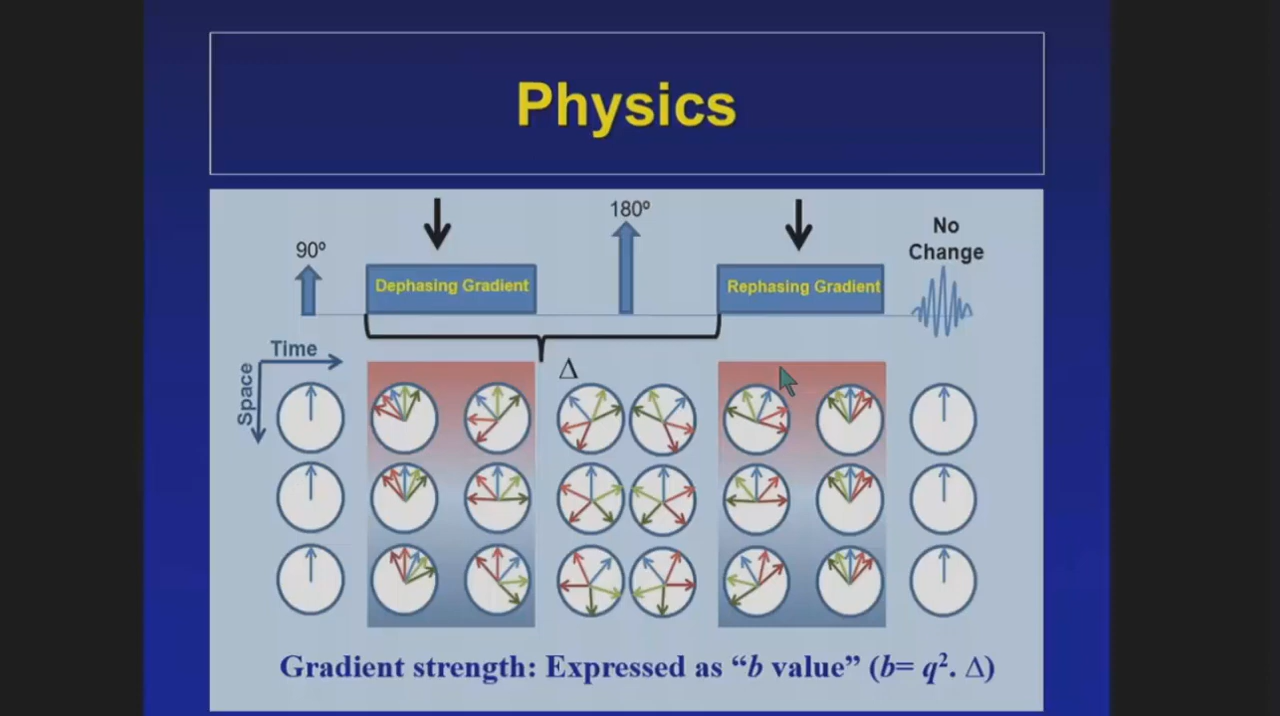 Physics
180º
No
Change
90º
Dephasing Gradient
Rephasing Gradient
Time
Δ
Space
Gradient strength: Expressed as “b value” (b= q². Δ)